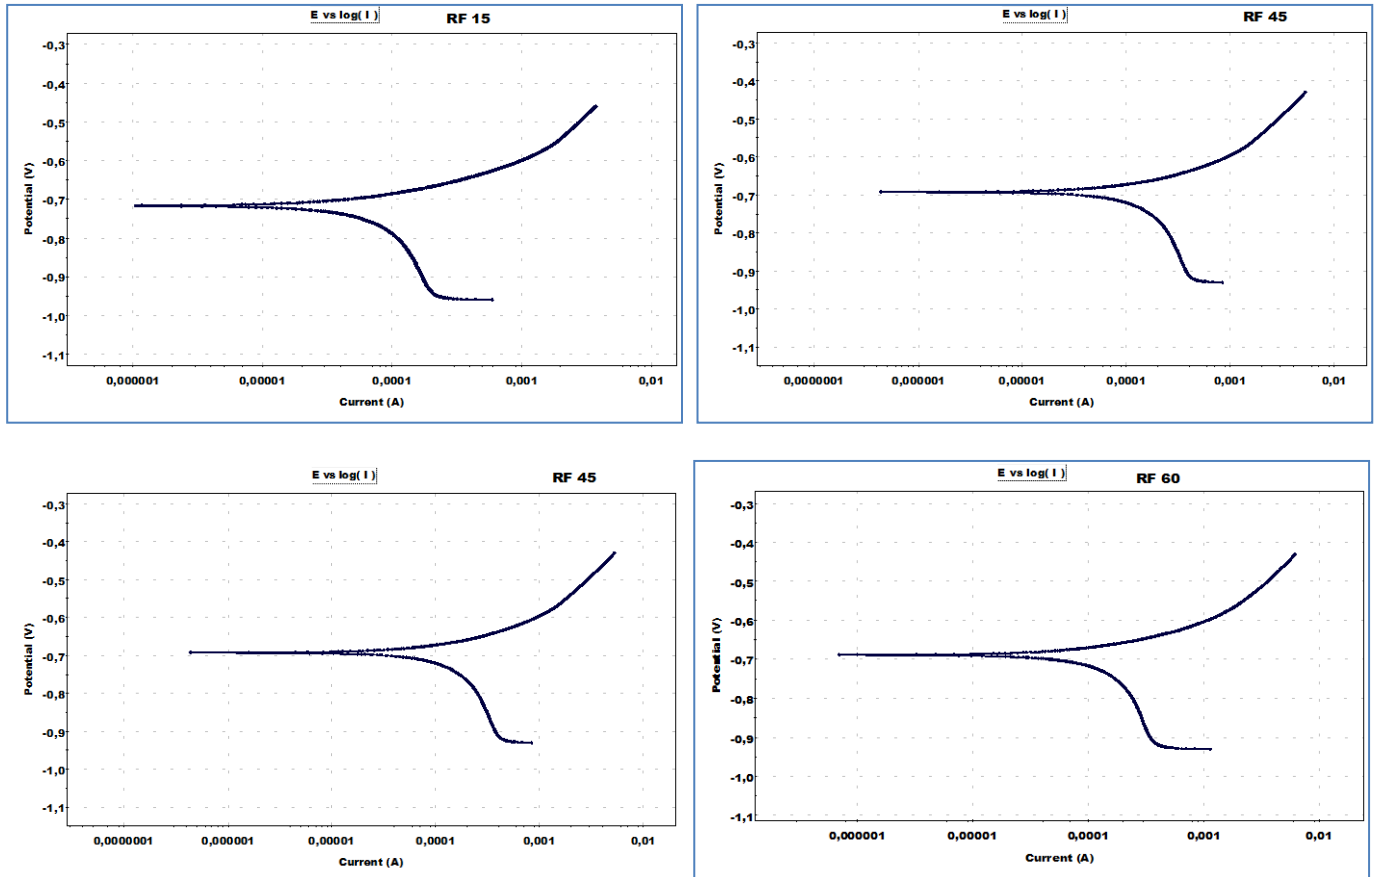 E vs log( I ) RF 15
-0,3
-0,4
-0,5
-0,6
-0,7
-0,8
-0,9
-1,0
-1,1
Potential (V)
0,000001 0,00001 0,0001 0,001 0,01
Current (A)
E vs log( I ) RF 45
-0,3
-0,4
-0,5
-0,6
-0,7
-0,8
-0,9
-1,0
-1,1
Potential (V)
0,0000001 0,000001 0,00001 0,0001 0,001 0,01
Current (A)
E vs log( I ) RF 45
-0,3
-0,4
-0,5
-0,6
-0,7
-0,8
-0,9
-1,0
-1,1
Potential (V)
0,0000001 0,000001 0,00001 0,0001 0,001 0,01
Current (A)
E vs log( I ) RF 60
-0,3
-0,4
-0,5
-0,6
-0,7
-0,8
-0,9
-1,0
-1,1
Potential (V)
0,000001 0,00001 0,0001 0,001 0,01
Current (A)